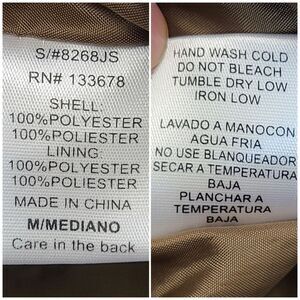 S/#8268JS
RN# 133678
SHELL:
100%POLYESTER
100%POLIESTER
LINING:
100%POLYESTER
100%POLIESTER
MADE IN CHINA
M/MEDIANO
Care in the back
HAND WASH COLD
DO NOT BLEACH
TUMBLE DRY LOW
IRON LOW
LAVADO A MANOCON
AGUA FRIA
NO USE BLANQUEADOR
SECAR A TEMPERATURA
BAJA
PLANCHAR A
TEMPERATURA
BAJA